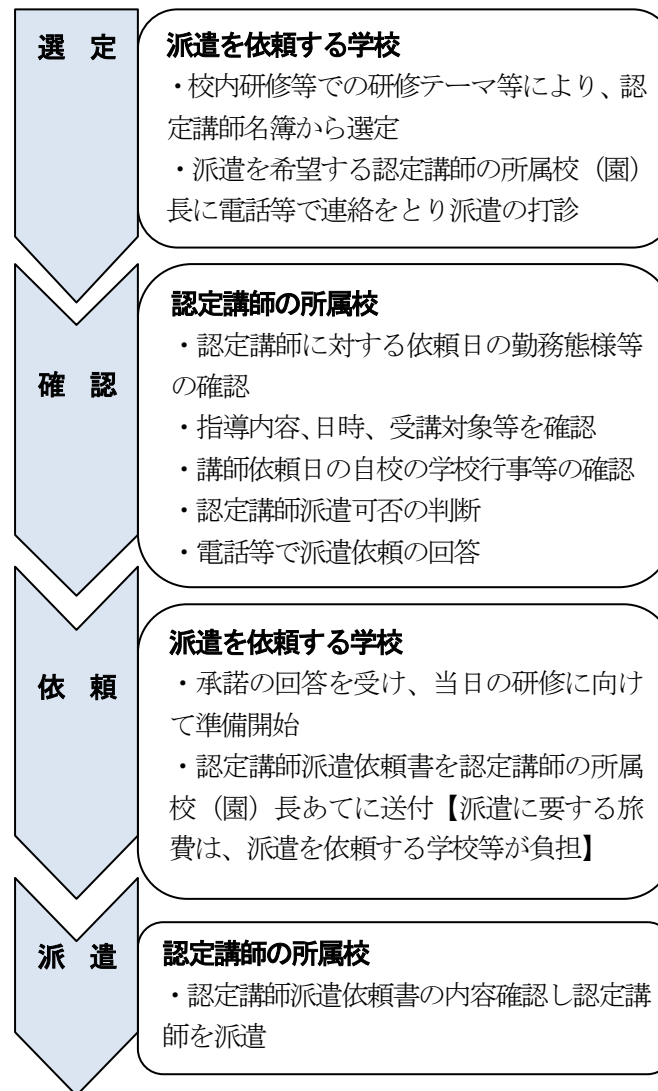 選 定
派遣を依頼する学校
・校内研修等での研修テーマ等により、認
定講師名簿から選定
・派遣を希望する認定講師の所属校（園）
長に電話等で連絡をとり派遣の打診
確 認
認定講師の所属校
・認定講師に対する依頼日の勤務態様等
の確認
・指導内容、日時、受講対象等を確認
・講師依頼日の自校の学校行事等の確認
・認定講師派遣可否の判断
・電話等で派遣依頼の回答
依 頼
派遣を依頼する学校
・承諾の回答を受け、当日の研修に向け
て準備開始
・認定講師派遣依頼書を認定講師の所属
校（園）長あてに送付【派遣に要する旅
費は、派遣を依頼する学校等が負担】
派 遣
認定講師の所属校
・認定講師派遣依頼書の内容確認し認定講
師を派遣